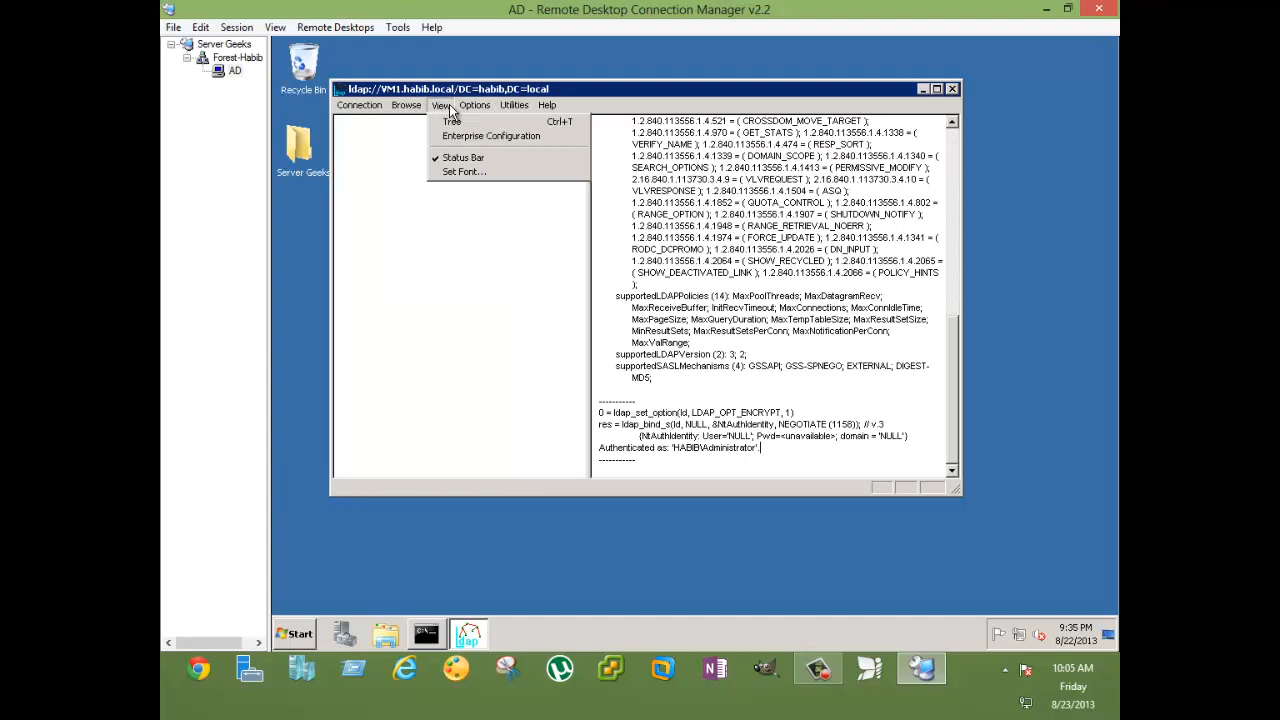 AD - Remote Desktop Connection Manager v2.2
File Edit Session View Remote Desktops Tools Help
Server Geeks
Forest-Habib
AD
Recycle Bin
Server Geeks
ldap://VM1.habib.local/DC=habib,DC=local
Connection Browse View Options Utilities Help
Tree Ctrl+T
Enterprise Configuration
Status Bar
Set Font...
1.2.840.113556.1.4.521 = ( CROSSDOM_MOVE_TARGET );
1.2.840.113556.1.4.970 = ( GET_STATS ); 1.2.840.113556.1.4.1338 = (
VERIFY_NAME ); 1.2.840.113556.1.4.474 = ( RESP_SORT );
1.2.840.113556.1.4.1339 = ( DOMAIN_SCOPE ); 1.2.840.113556.1.4.1340 = (
SEARCH_OPTIONS ); 1.2.840.113556.1.4.1413 = ( PERMISSIVE_MODIFY );
2.16.840.1.113730.3.4.9 = ( VLVREQUEST ); 2.16.840.1.113730.3.4.10 = (
VLVRESPONSE ); 1.2.840.113556.1.4.1504 = ( ASQ );
1.2.840.113556.1.4.1852 = ( QUOTA_CONTROL ); 1.2.840.113556.1.4.802 =
( RANGE_OPTION ); 1.2.840.113556.1.4.1907 = ( SHUTDOWN_NOTIFY );
1.2.840.113556.1.4.1948 = ( RANGE_RETRIEVAL_NOERR );
1.2.840.113556.1.4.1974 = ( FORCE_UPDATE ); 1.2.840.113556.1.4.1341 = (
RODC_DCPROMO ); 1.2.840.113556.1.4.2026 = ( DN_INPUT );
1.2.840.113556.1.4.2064 = ( SHOW_RECYCLED ); 1.2.840.113556.1.4.2065 =
( SHOW_DEACTIVATED_LINK ); 1.2.840.113556.1.4.2066 = ( POLICY_HINTS
);
supportedLDAPPolicies (14): MaxPoolThreads; MaxDatagramRecv;
MaxReceiveBuffer; InitRecvTimeout; MaxConnections; MaxConnIdleTime;
MaxPageSize; MaxQueryDuration; MaxTempTableSize; MaxResultSetSize;
MinResultSets; MaxResultSetsPerConn; MaxNotificationPerConn;
MaxValRange;
supportedLDAPVersion (2): 3; 2;
supportedSASLMechanisms (4): GSSAPI; GSS-SPNEGO; EXTERNAL; DIGEST-
MD5;
-----------
0 = ldap_set_option(ld, LDAP_OPT_ENCRYPT, 1)
res = ldap_bind_s(ld, NULL, &NtAuthIdentity, NEGOTIATE (1158)); // v.3
{NtAuthIdentity: User='NULL'; Pwd=<unavailable>; domain = 'NULL'}
Authenticated as: 'HABIB\Administrator'.
-----------
Start
ldap
9:35 PM
8/22/2013
10:05 AM
Friday
8/23/2013